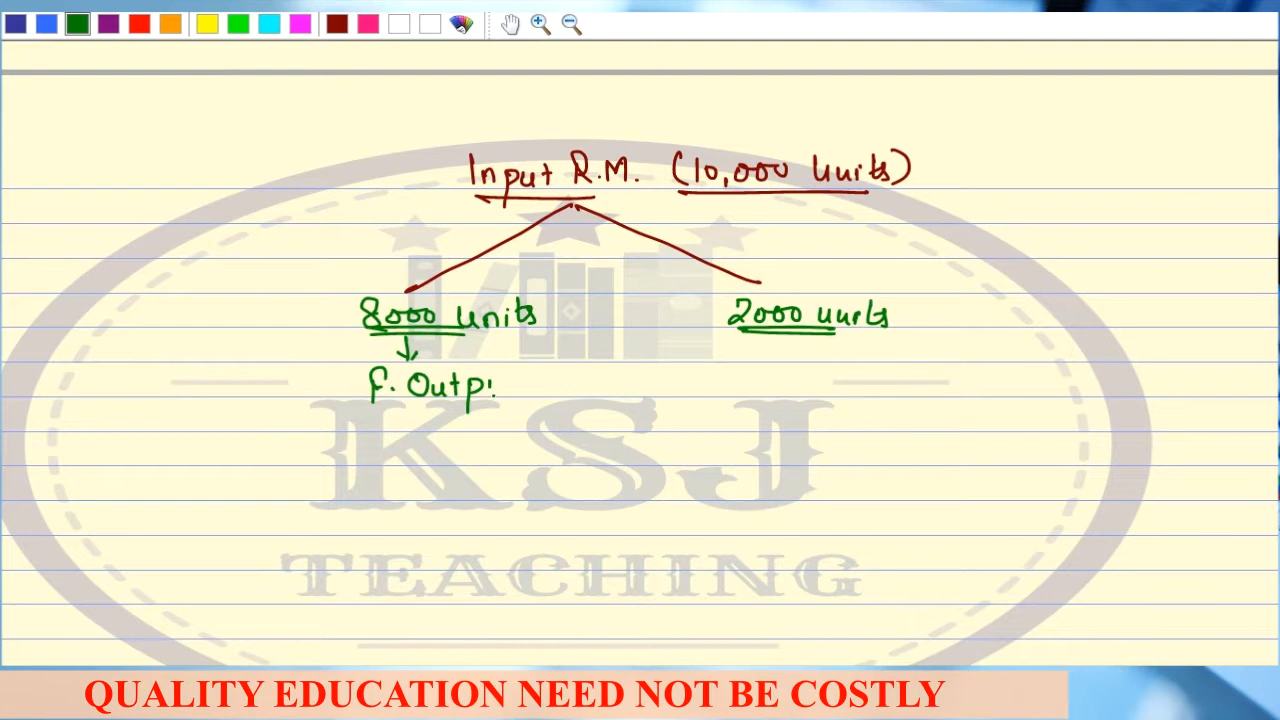 Input R.M. (10,000 Units)
8000 Units 2000 units
F. Outp
KSJ
TEACHING
QUALITY EDUCATION NEED NOT BE COSTLY